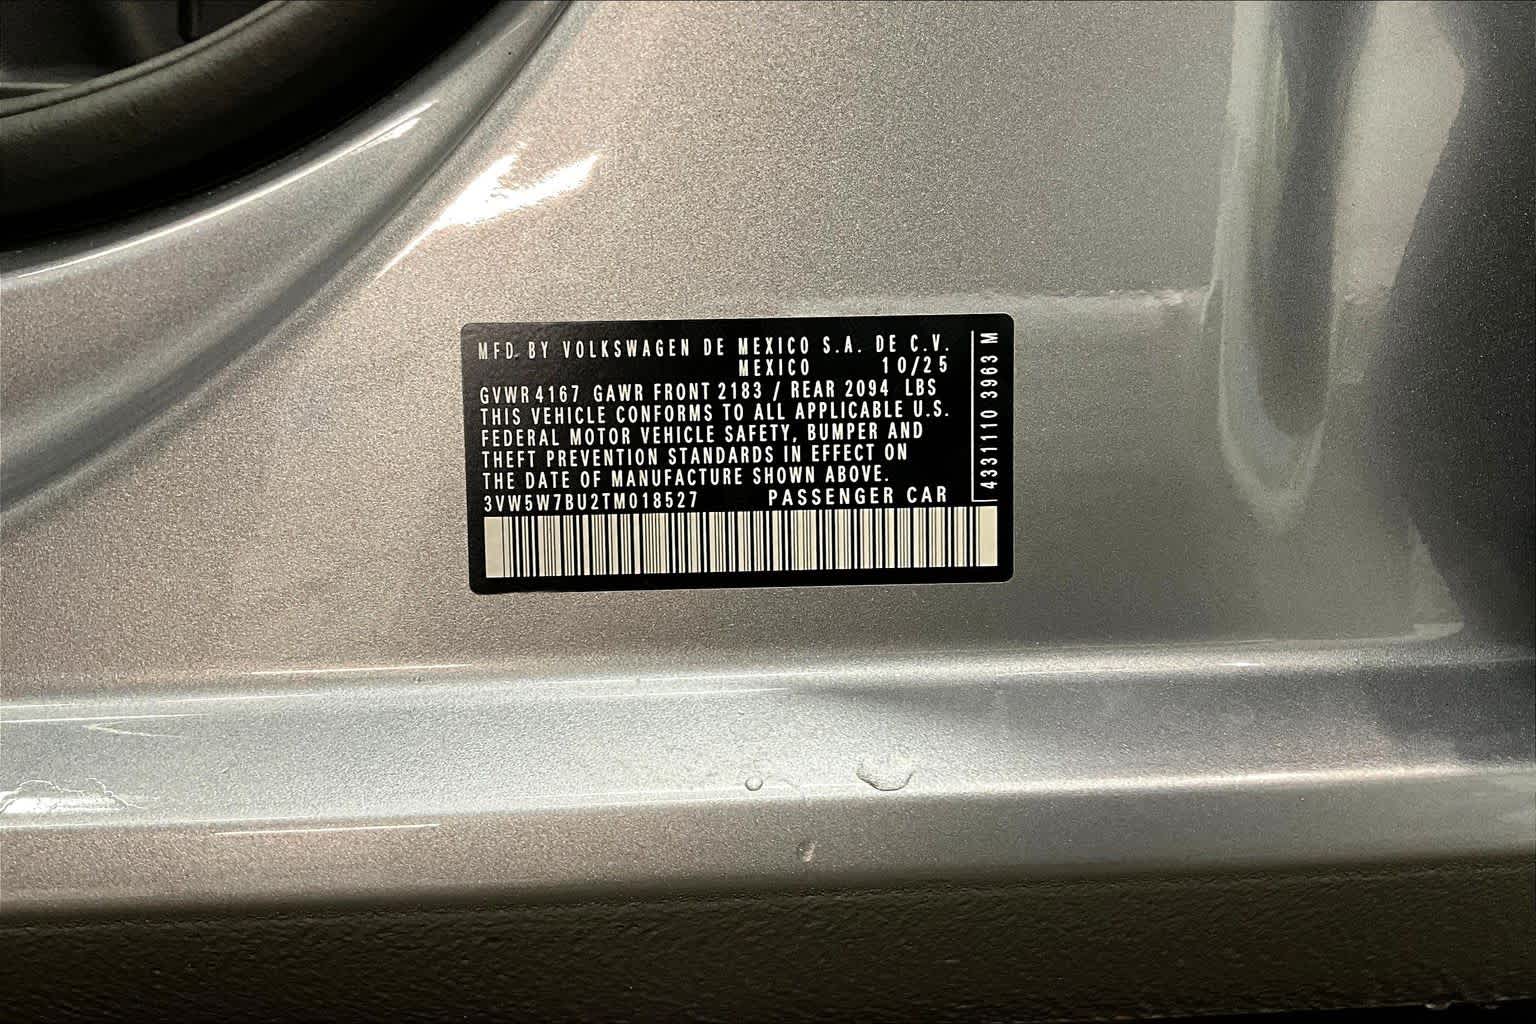 MFD. BY VOLKSWAGEN DE MEXICO S.A. DE C.V.
MEXICO 10/25
GVWR 4167 GAWR FRONT 2183 / REAR 2094 LBS
THIS VEHICLE CONFORMS TO ALL APPLICABLE U.S.
FEDERAL MOTOR VEHICLE SAFETY, BUMPER AND
THEFT PREVENTION STANDARDS IN EFFECT ON
THE DATE OF MANUFACTURE SHOWN ABOVE.
3VW5W7BU2TM018527 PASSENGER CAR
4331110 3963 M